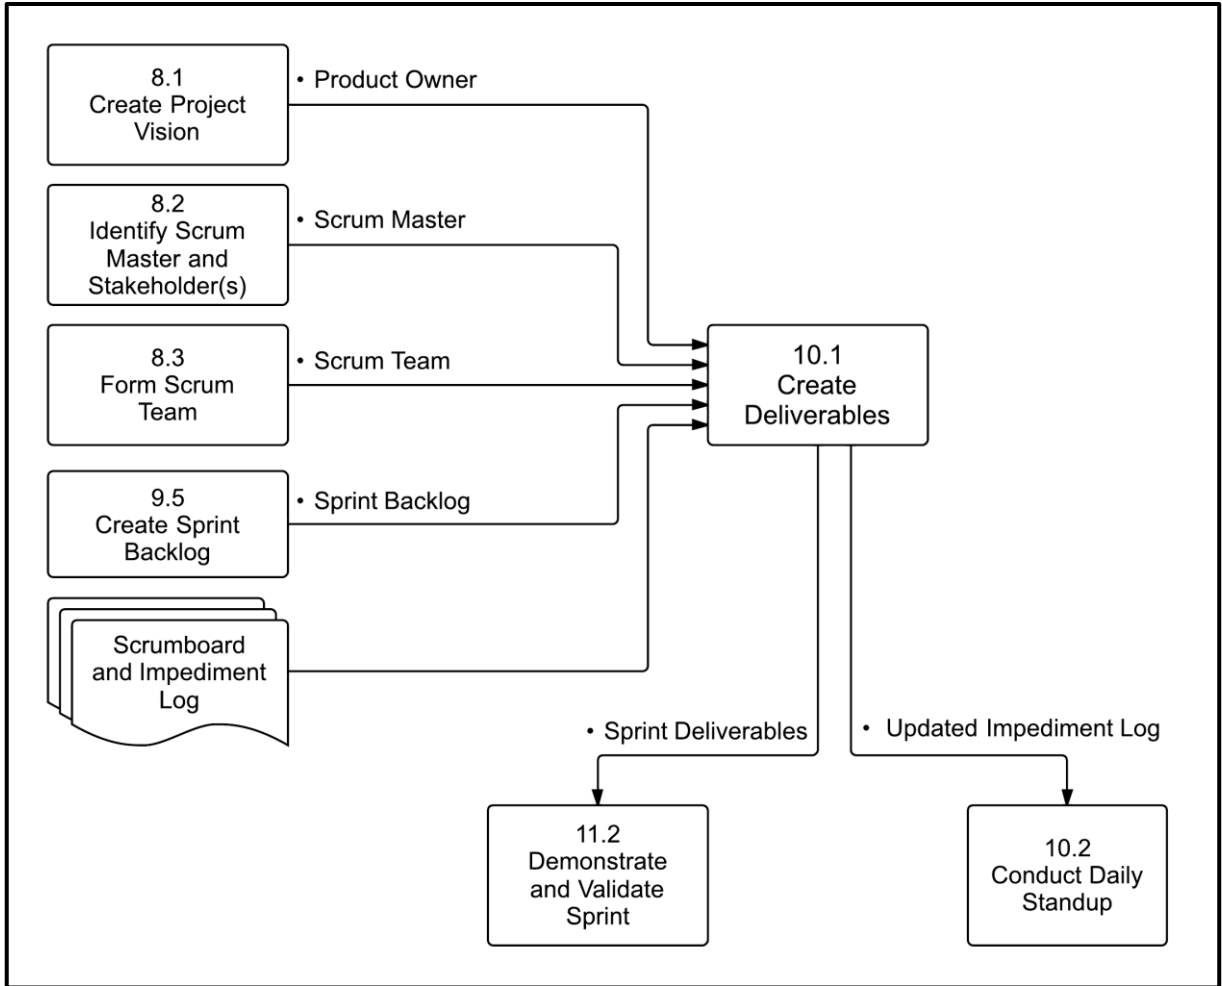 8.1
Create Project
Vision
• Product Owner
8.2
Identify Scrum
Master and
Stakeholder(s)
• Scrum Master
8.3
Form Scrum
Team
• Scrum Team
10.1
Create
Deliverables
9.5
Create Sprint
Backlog
• Sprint Backlog
Scrumboard
and Impediment
Log
• Sprint Deliverables
• Updated Impediment Log
11.2
Demonstrate
and Validate
Sprint
10.2
Conduct Daily
Standup